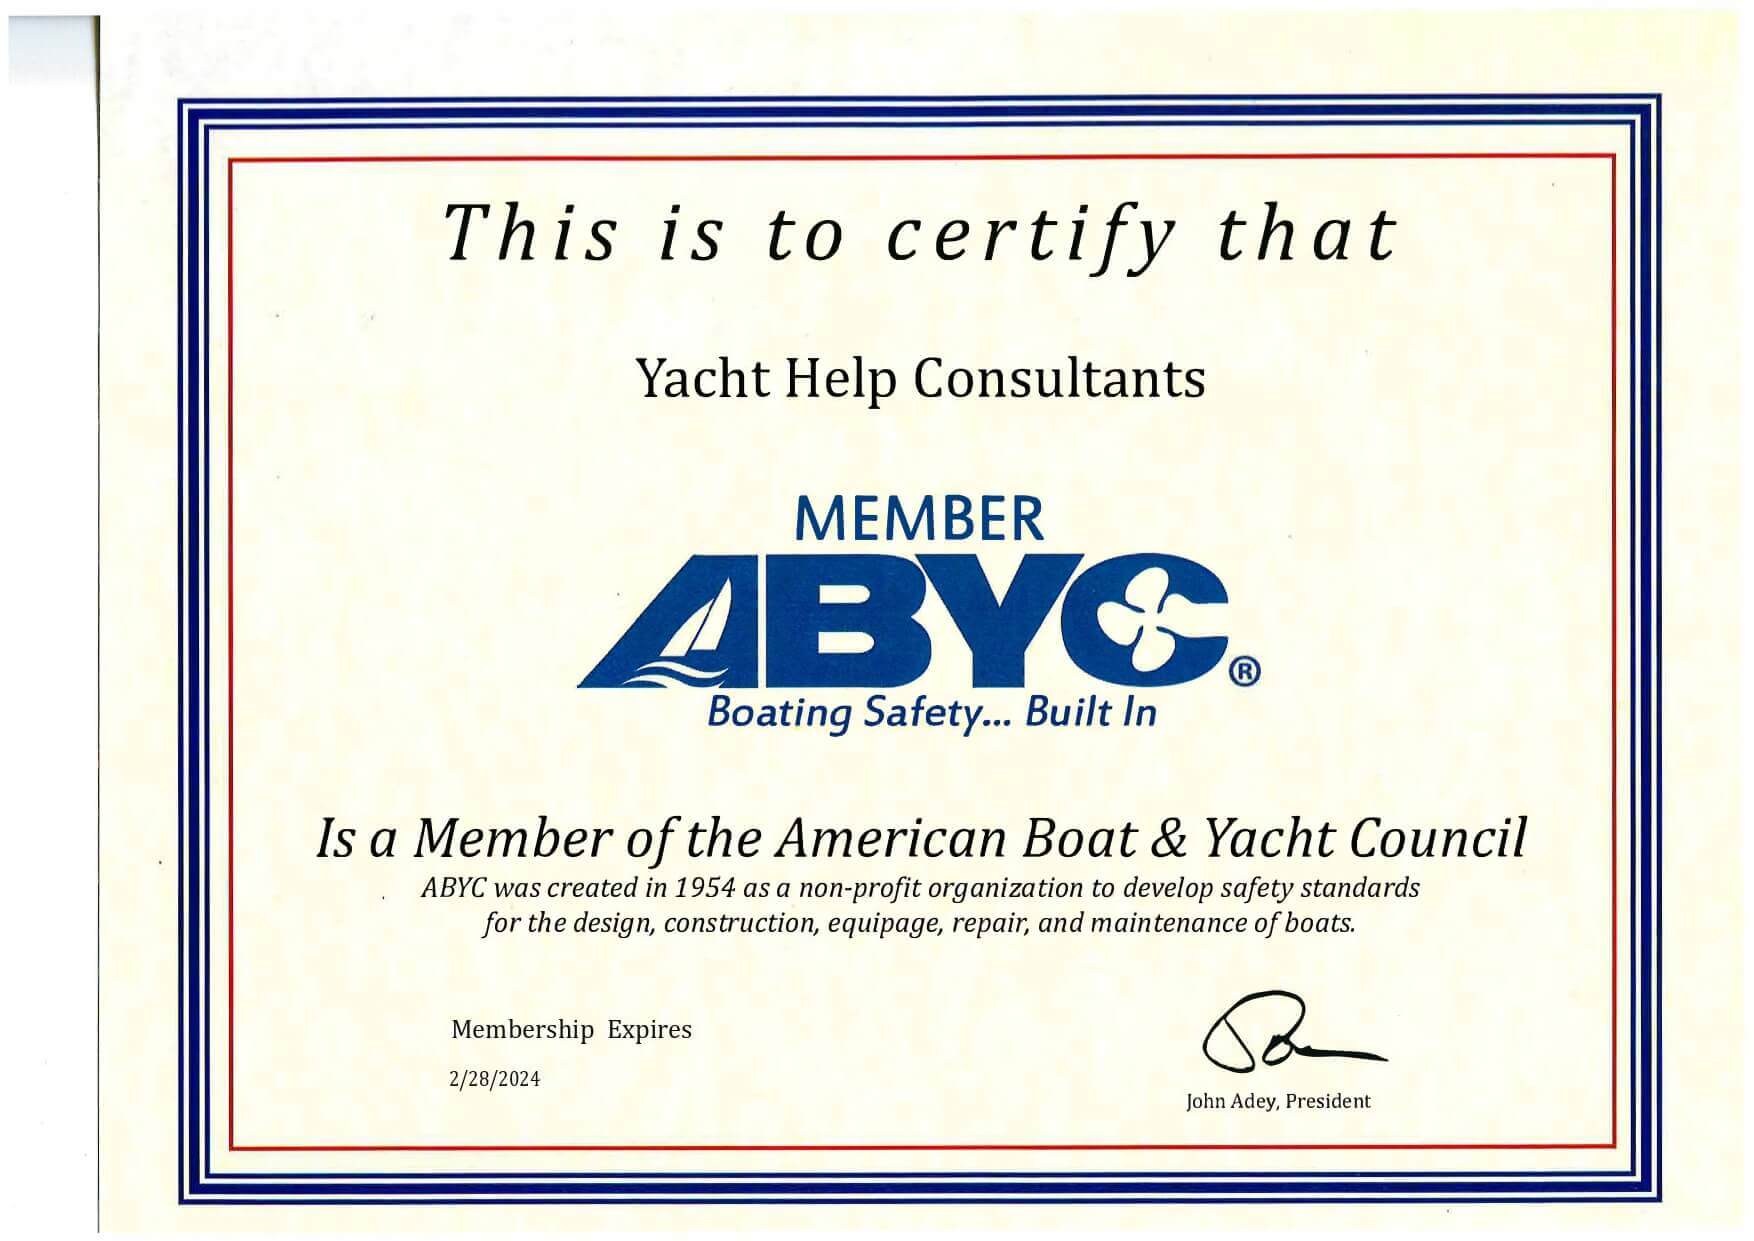 This is to certify that
Yacht Help Consultants
MEMBER
ABYC®
Boating Safety... Built In
Is a Member of the American Boat & Yacht Council
ABYC was created in 1954 as a non-profit organization to develop safety standards
for the design, construction, equipage, repair, and maintenance of boats.
Membership Expires
2/28/2024
John Adey, President